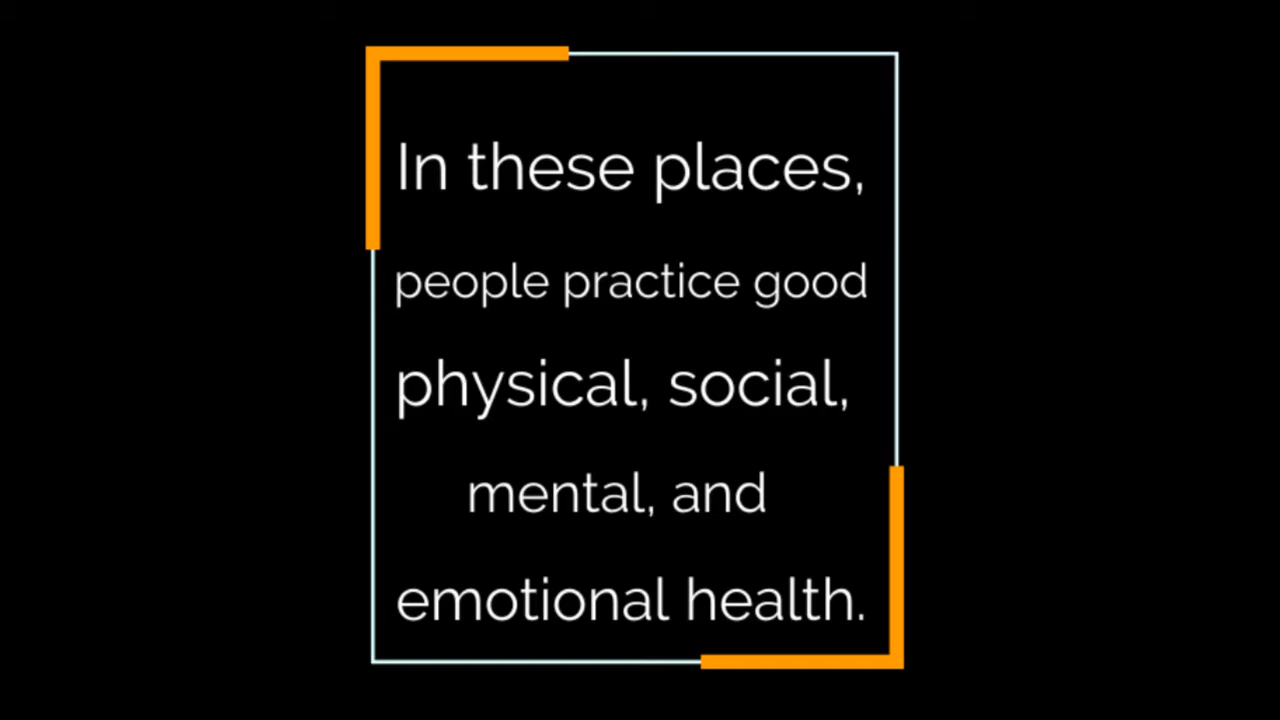 In these places,
people practice good
physical, social,
mental, and
emotional health.